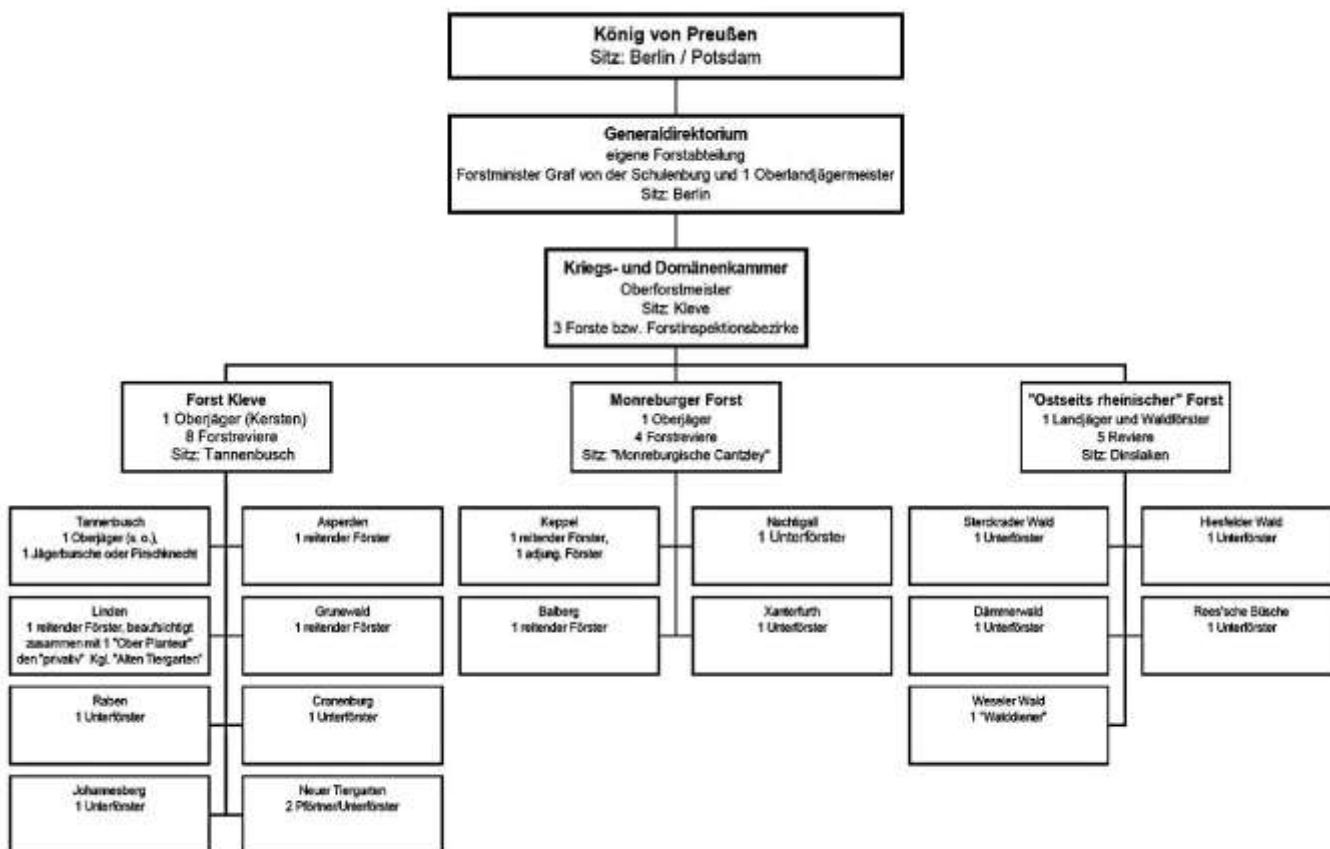 König von Preußen
Sitz: Berlin / Potsdam
Generaldirektorium
eigene Forstabteilung
Forstminister Graf von der Schulenburg und 1 Oberlandjägermeister
Sitz: Berlin
Kriegs- und Domänenkammer
Oberforstmeister
Sitz: Kleve
3 Forste bzw. Forstinspektionsbezirke
Forst Kleve
1 Oberjäger (Kersten)
8 Forstreviere
Sitz: Tannenbusch
Monreburger Forst
1 Oberjäger
4 Forstreviere
Sitz: "Monreburgische Cantzley"
"Ostseits rheinischer" Forst
1 Landjäger und Waldförster
5 Reviere
Sitz: Dinslaken
Tannenbusch
1 Oberjäger (s. o.),
1 Jägerbursche oder Pirschknecht
Asperden
1 reitender Förster
Keppel
1 reitender Förster,
1 adjung. Förster
Nachtigall
1 Unterförster
Sterckrader Wald
1 Unterförster
Hiesfelder Wald
1 Unterförster
Linden
1 reitender Förster, beaufsichtigt
zusammen mit 1 "Ober Planteur"
den "privativ" Kgl. "Alten Tiergarten"
Grunewald
1 reitender Förster
Balberg
1 reitender Förster
Xanterfurth
1 Unterförster
Dämmerwald
1 Unterförster
Rees'sche Büsche
1 Unterförster
Raben
1 Unterförster
Cranenburg
1 Unterförster
Weseler Wald
1 "Walddiener"
Johannesberg
1 Unterförster
Neuer Tiergarten
2 Pförtner/Unterförster